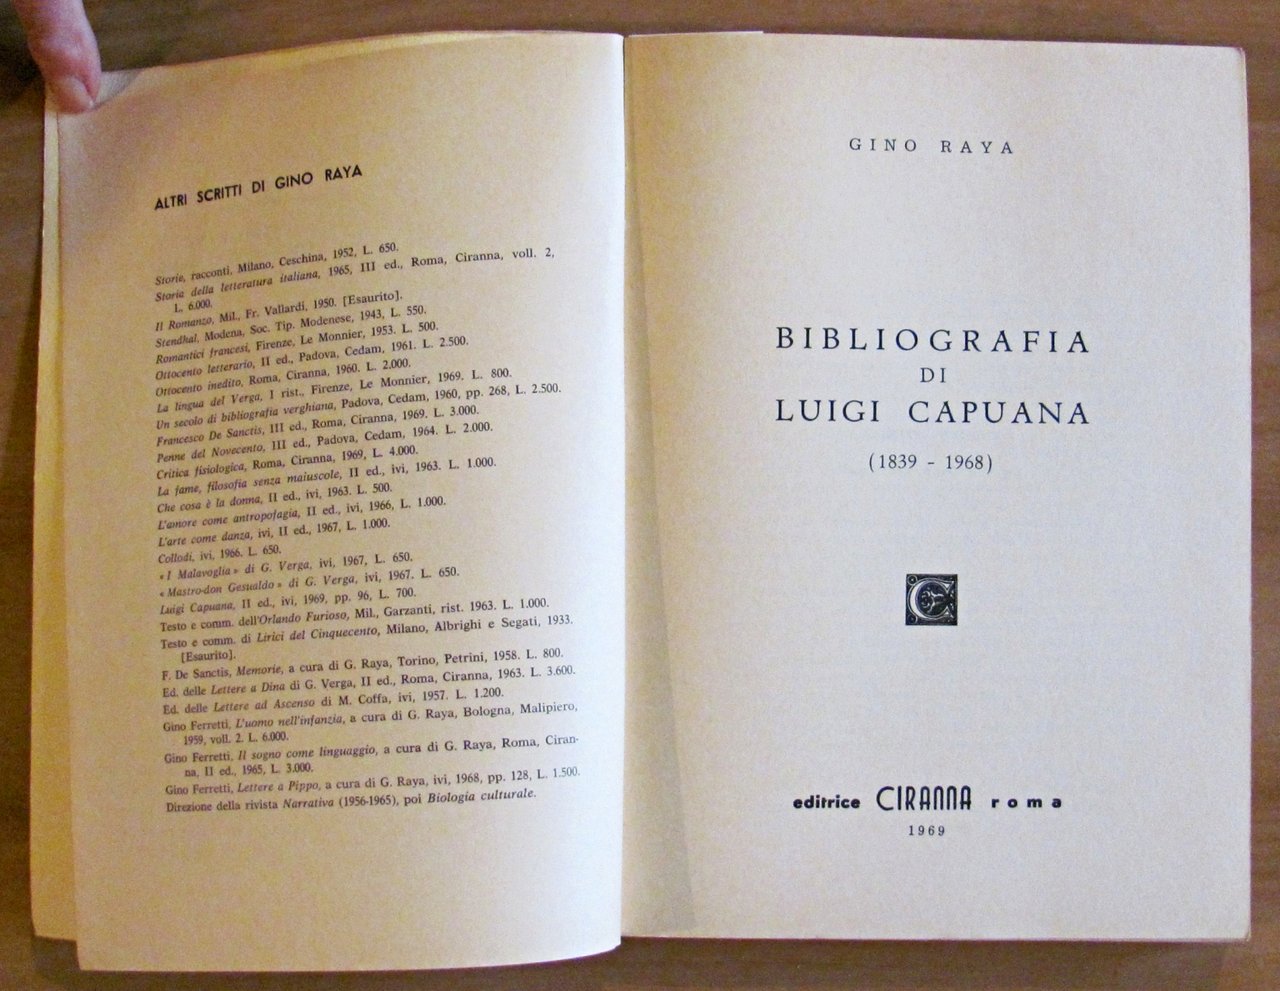 ALTRI SCRITTI DI GINO RAYA
Storie, racconti, Milano, Ceschina, 1952, L. 650.
Storia della letteratura italiana, 1965, III ed., Roma, Ciranna, voll. 2,
L. 6.000.
Il Romanzo, Mil., Fr. Vallardi, 1950. [Esaurito].
Stendhal, Modena, Soc. Tip. Modenese, 1943, L. 550.
Romantici francesi, Firenze, Le Monnier, 1953. L. 500.
Ottocento letterario, II ed., Padova, Cedam, 1961. L. 2.500.
Ottocento inedito, Roma, Ciranna, 1960. L. 2.000.
La lingua del Verga, I rist., Firenze, Le Monnier, 1969. L. 800.
Un secolo di bibliografia verghiana, Padova, Cedam, 1960, pp. 268, L. 2.500.
Francesco De Sanctis, III ed., Roma, Ciranna, 1969. L. 3.000.
Penne del Novecento, III ed., Padova, Cedam, 1964. L. 2.000.
Critica fisiologica, Roma, Ciranna, 1969, L. 4.000.
La fame, filosofia senza maiuscole, II ed., ivi, 1963. L. 1.000.
Che cosa è la donna, II ed., ivi, 1963. L. 500.
L'amore come antropofagia, II ed., ivi, 1966, L. 1.000.
L'arte come danza, ivi, II ed., 1967, L. 1.000.
Collodi, ivi, 1966. L. 650.
« I Malavoglia » di G. Verga, ivi, 1967, L. 650.
« Mastro-don Gesualdo » di G. Verga, ivi, 1967. L. 650.
Luigi Capuana, II ed., ivi, 1969, pp. 96, L. 700.
Testo e comm. dell'Orlando Furioso, Mil., Garzanti, rist. 1963. L. 1.000.
Testo e comm. di Lirici del Cinquecento, Milano, Albrighi e Segati, 1933.
[Esaurito].
F. De Sanctis, Memorie, a cura di G. Raya, Torino, Petrini, 1958. L. 800.
Ed. delle Lettere a Dina di G. Verga, II ed., Roma, Ciranna, 1963. L. 3.600.
Ed. delle Lettere ad Ascenso di M. Coffa, ivi, 1957. L. 1.200.
Gino Ferretti, L'uomo nell'infanzia, a cura di G. Raya, Bologna, Malipiero,
1959, voll. 2. L. 6.000.
Gino Ferretti, Il sogno come linguaggio, a cura di G. Raya, Roma, Ciran-
na, II ed., 1965, L. 3.000.
Gino Ferretti, Lettere a Pippo, a cura di G. Raya, ivi, 1968, pp. 128, L. 1.500.
Direzione della rivista Narrativa (1956-1965), poi Biologia culturale.
GINO RAYA
BIBLIOGRAFIA
DI
LUIGI CAPUANA
(1839 - 1968)
editrice CIRANNA roma
1969